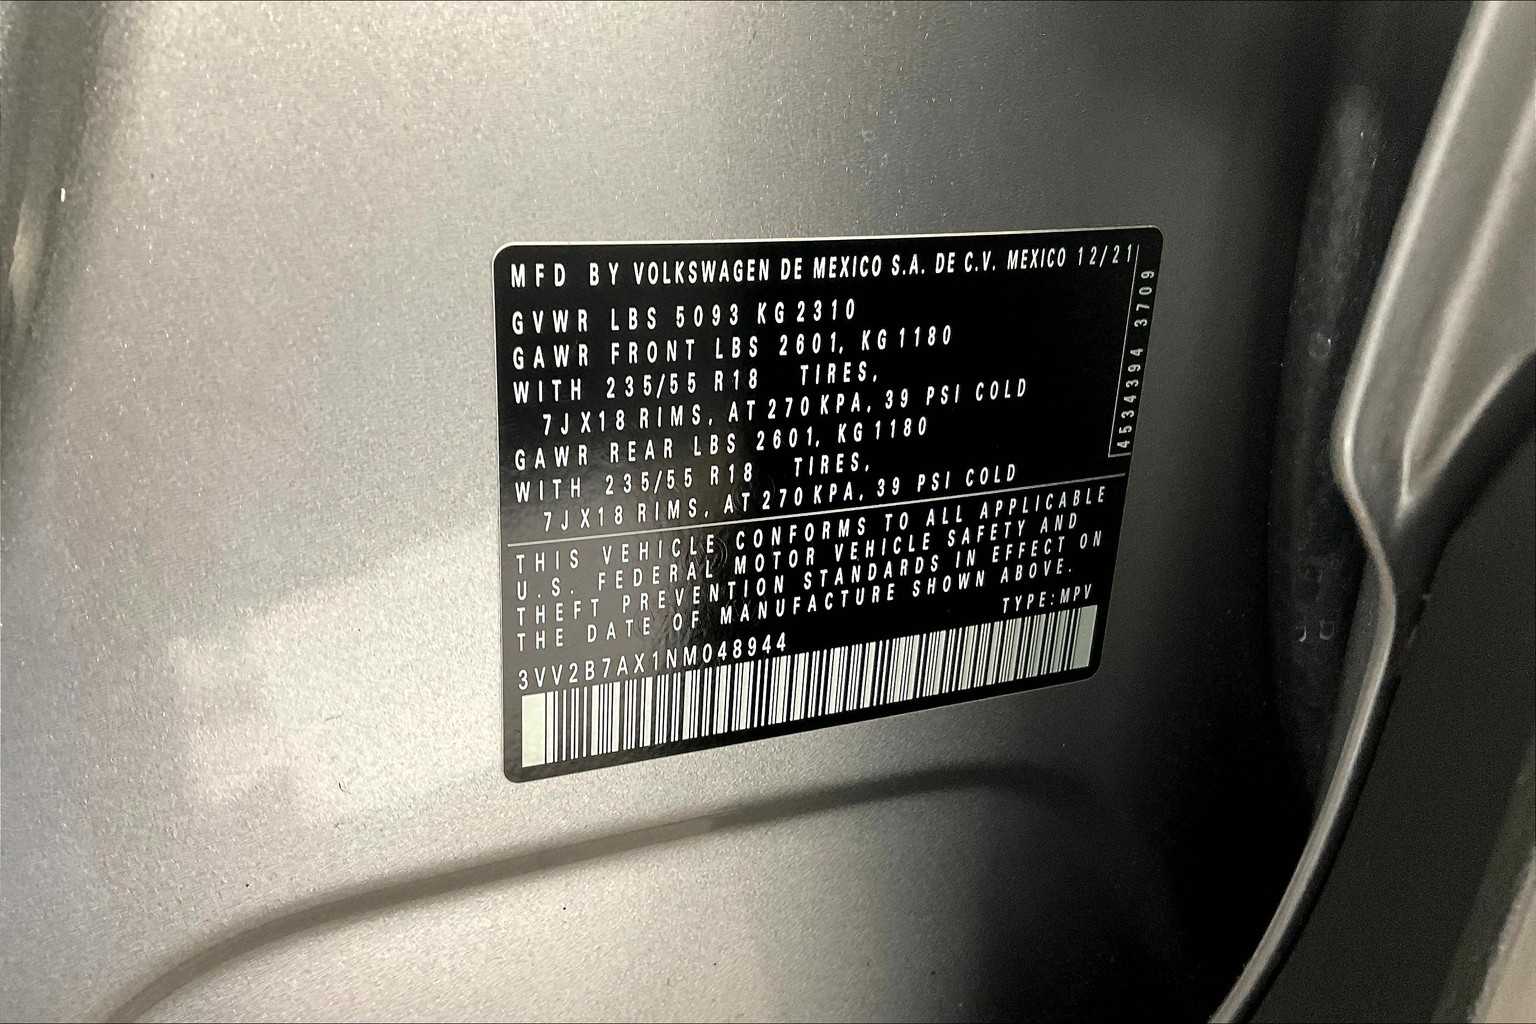 MFD BY VOLKSWAGEN DE MEXICO S.A. DE C.V. MEXICO 12/21
GVWR LBS 5093 KG 2310
GAWR FRONT LBS 2601, KG 1180
WITH 235/55 R18 TIRES,
7JX18 RIMS, AT 270 KPA, 39 PSI COLD
GAWR REAR LBS 2601, KG 1180
WITH 235/55 R18 TIRES,
7JX18 RIMS, AT 270 KPA, 39 PSI COLD
4534394 3709
THIS VEHICLE CONFORMS TO ALL APPLICABLE
U.S. FEDERAL MOTOR VEHICLE SAFETY AND
THEFT PREVENTION STANDARDS IN EFFECT ON
THE DATE OF MANUFACTURE SHOWN ABOVE.
TYPE: MPV
3VV2B7AX1NM048944